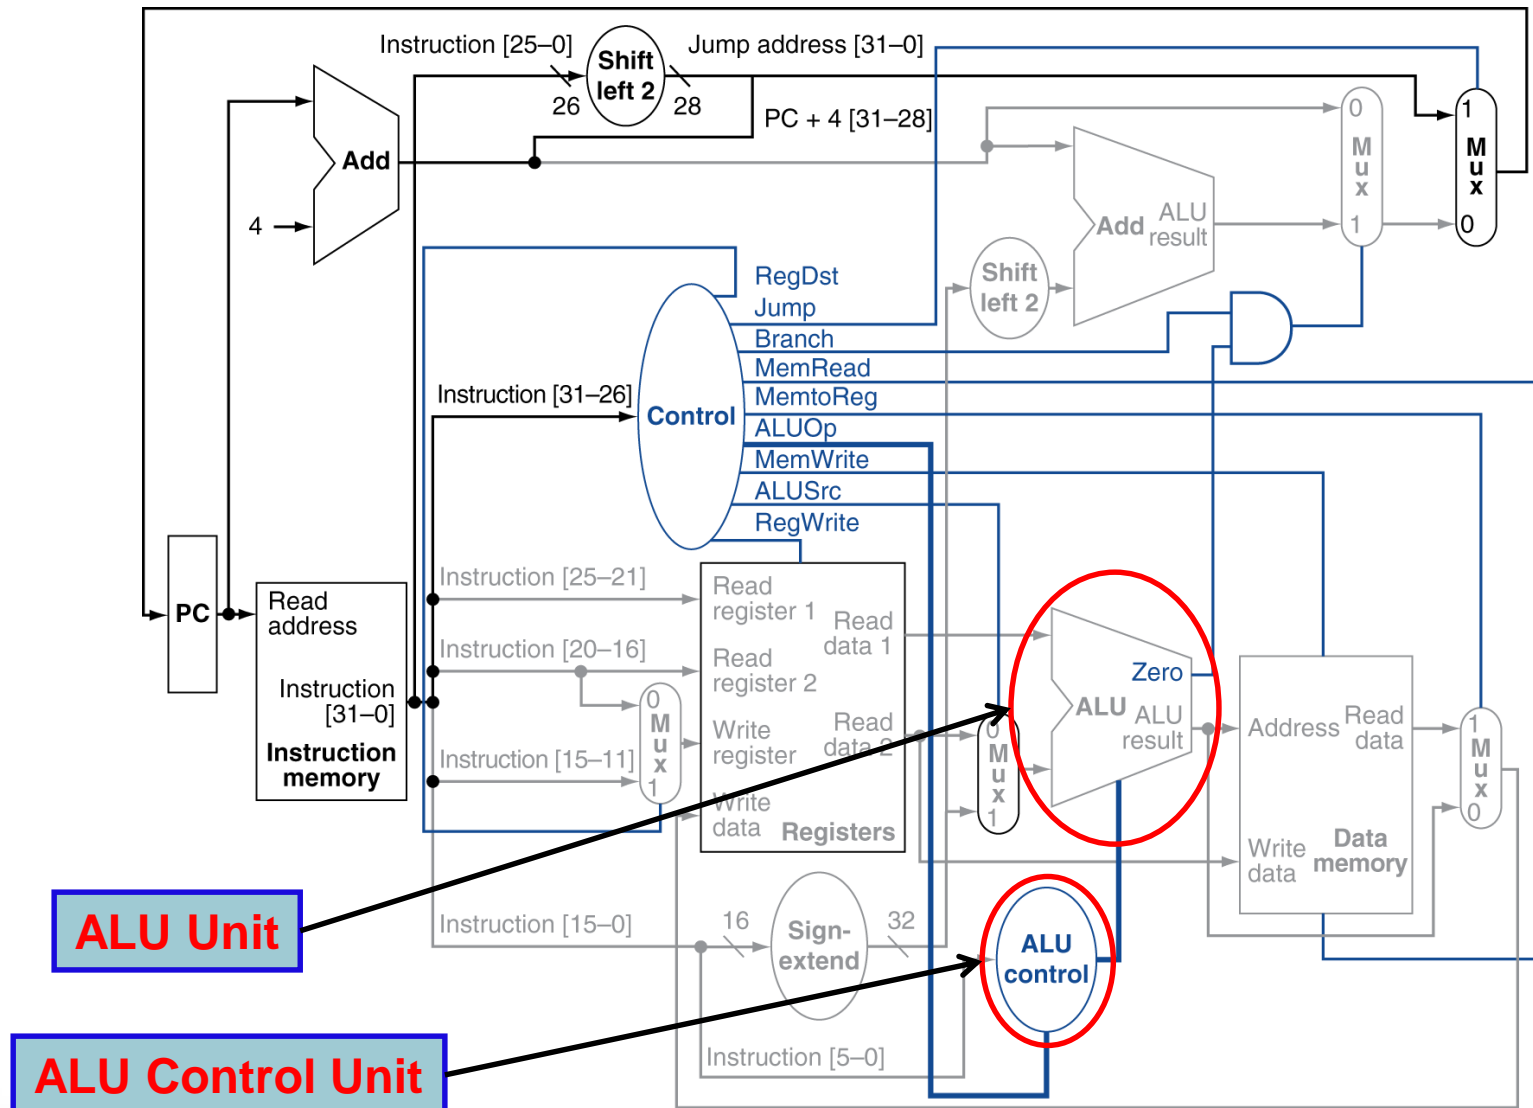 Instruction [25–0]
Shift
left 2
Jump address [31–0]
26
28
PC + 4 [31–28]
Add
4
0
M
u
x
1
1
M
u
x
0
Add
ALU
result
Shift
left 2
RegDst
Jump
Branch
MemRead
MemtoReg
ALUOp
MemWrite
ALUSrc
RegWrite
Instruction [31–26]
Control
PC
Read
address
Instruction
[31–0]
Instruction
memory
Instruction [25–21]
Instruction [20–16]
Instruction [15–11]
0
M
u
x
1
Read
register 1
Read
register 2
Write
register
Write
data
Read
data 1
Read
data 2
Registers
0
M
u
x
1
Zero
ALU
ALU
result
Address
Read
data
Write
data
Data
memory
1
M
u
x
0
ALU Unit
Instruction [15–0]
16
Sign-
extend
32
ALU
control
Instruction [5–0]
ALU Control Unit